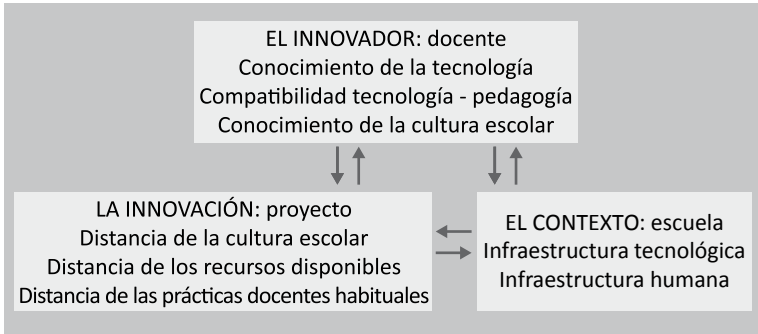 EL INNOVADOR: docente
Conocimiento de la tecnología
Compatibilidad tecnología - pedagogía
Conocimiento de la cultura escolar
LA INNOVACIÓN: proyecto
Distancia de la cultura escolar
Distancia de los recursos disponibles
Distancia de las prácticas docentes habituales
EL CONTEXTO: escuela
Infraestructura tecnológica
Infraestructura humana